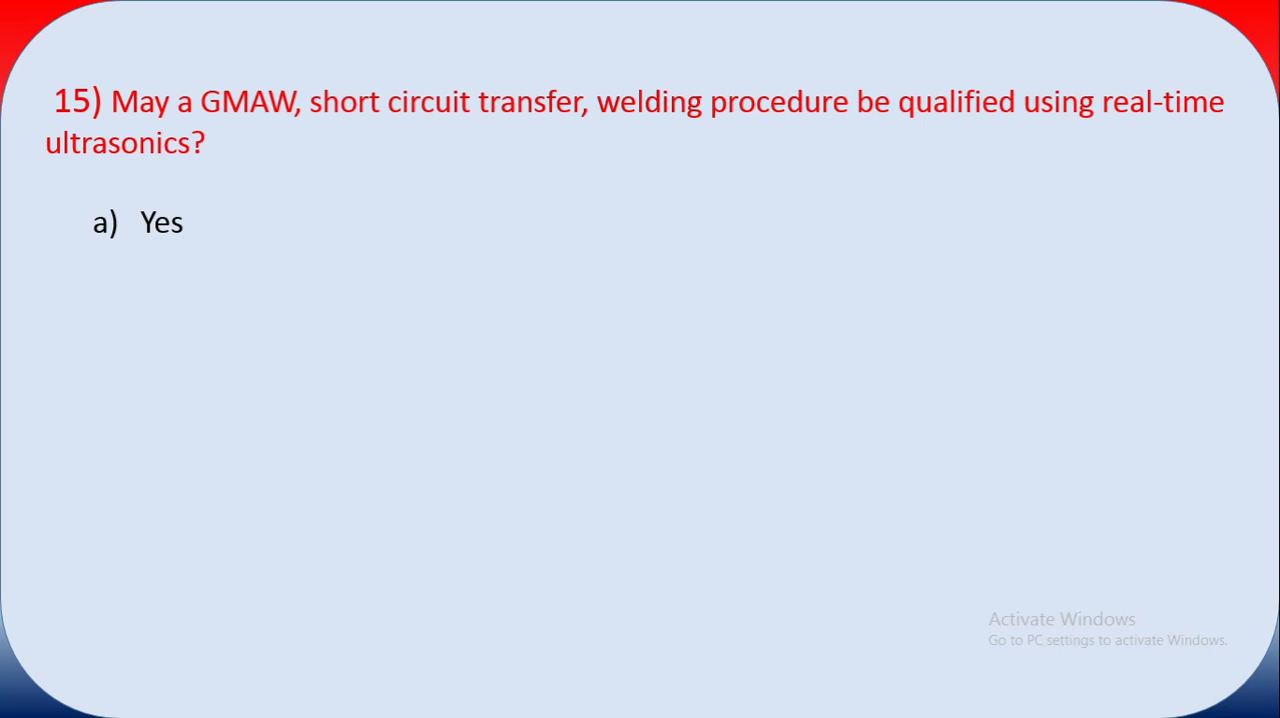 15) May a GMAW, short circuit transfer, welding procedure be qualified using real-time
ultrasonics?
a) Yes
Activate Windows
Go to PC settings to activate Windows.